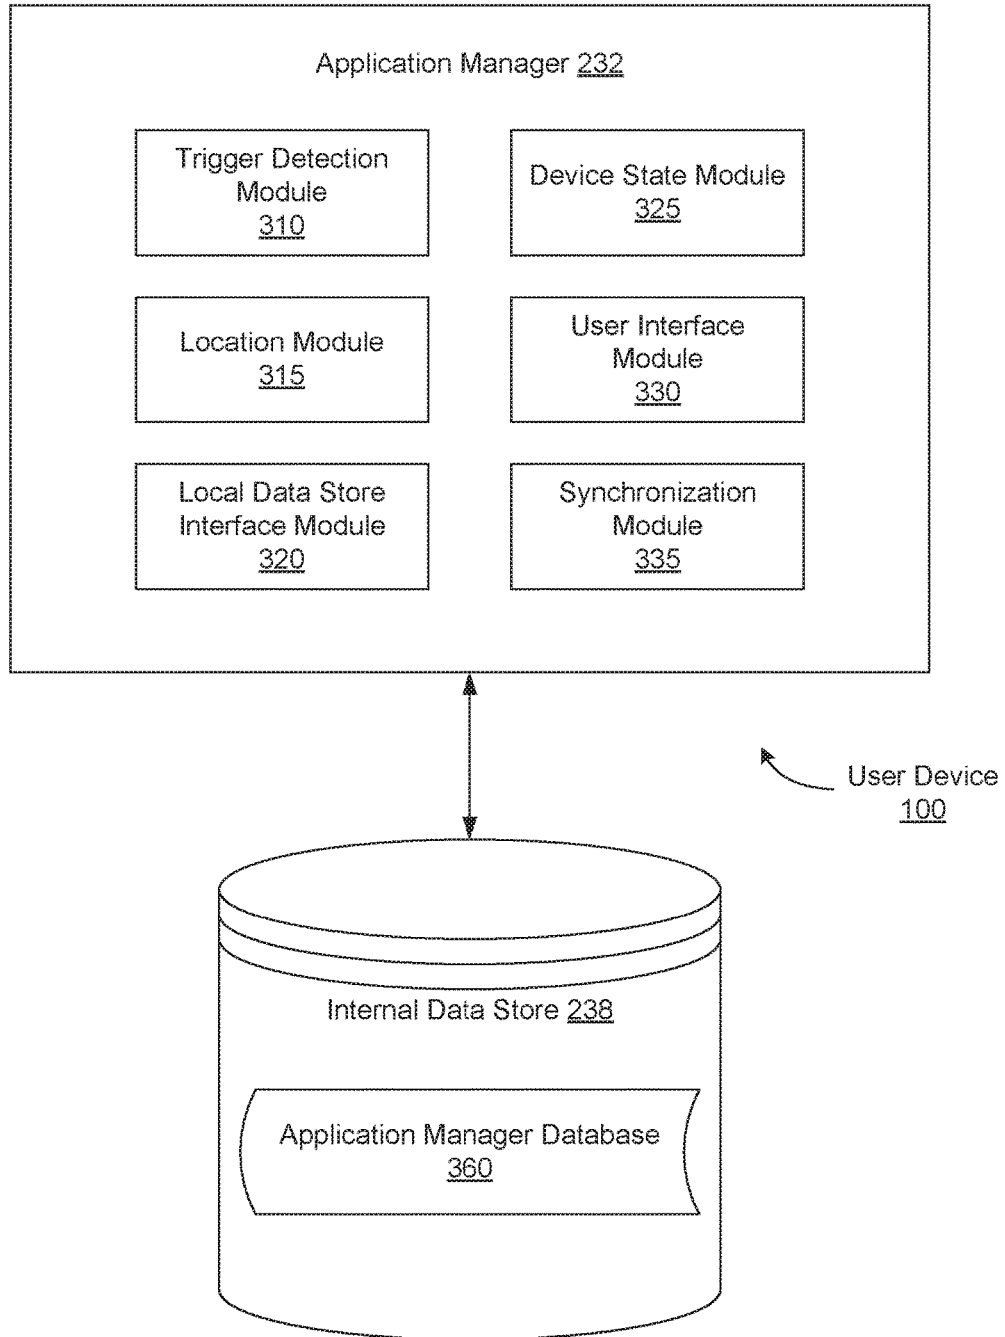 Application Manager 232
Trigger Detection
Module
310
Device State Module
325
Location Module
315
User Interface
Module
330
Local Data Store
Interface Module
320
Synchronization
Module
335
User Device
100
Internal Data Store 238
Application Manager Database
360